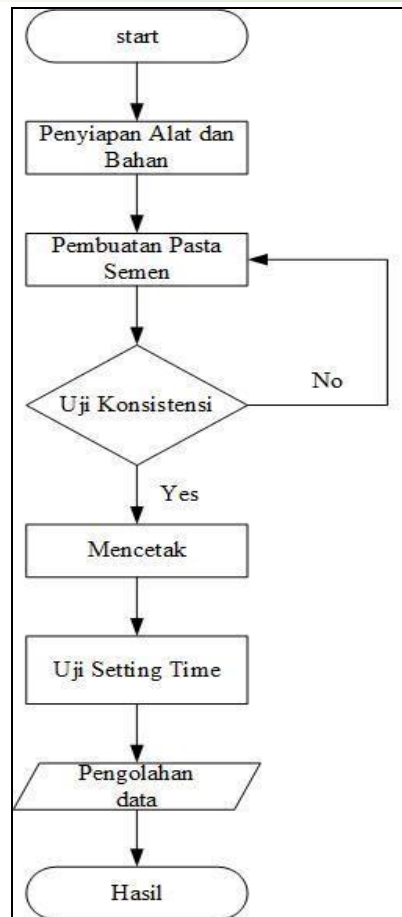 start
Penyiapan Alat dan
Bahan
Pembuatan Pasta
Semen
No
Uji Konsistensi
Yes
Mencetak
Uji Setting Time
Pengolahan
data
Hasil